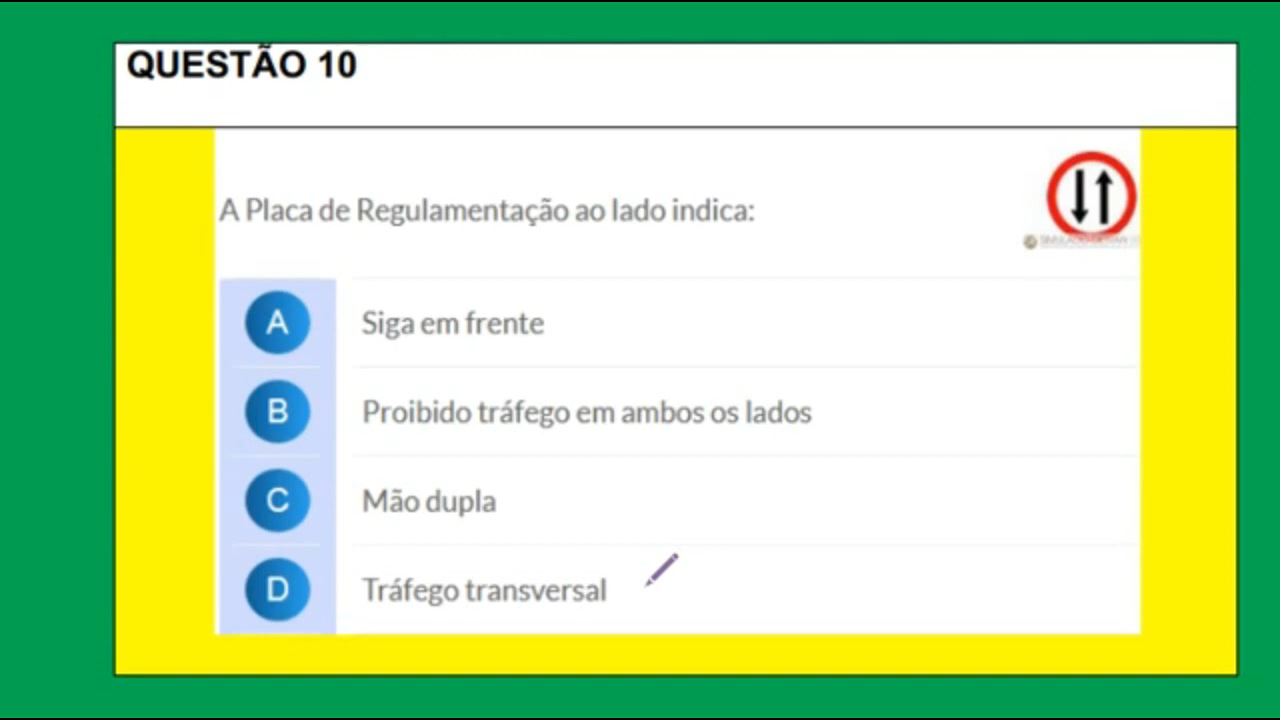 QUESTÃO 10
A Placa de Regulamentação ao lado indica:
A Siga em frente
B Proibido tráfego em ambos os lados
C Mão dupla
D Tráfego transversal